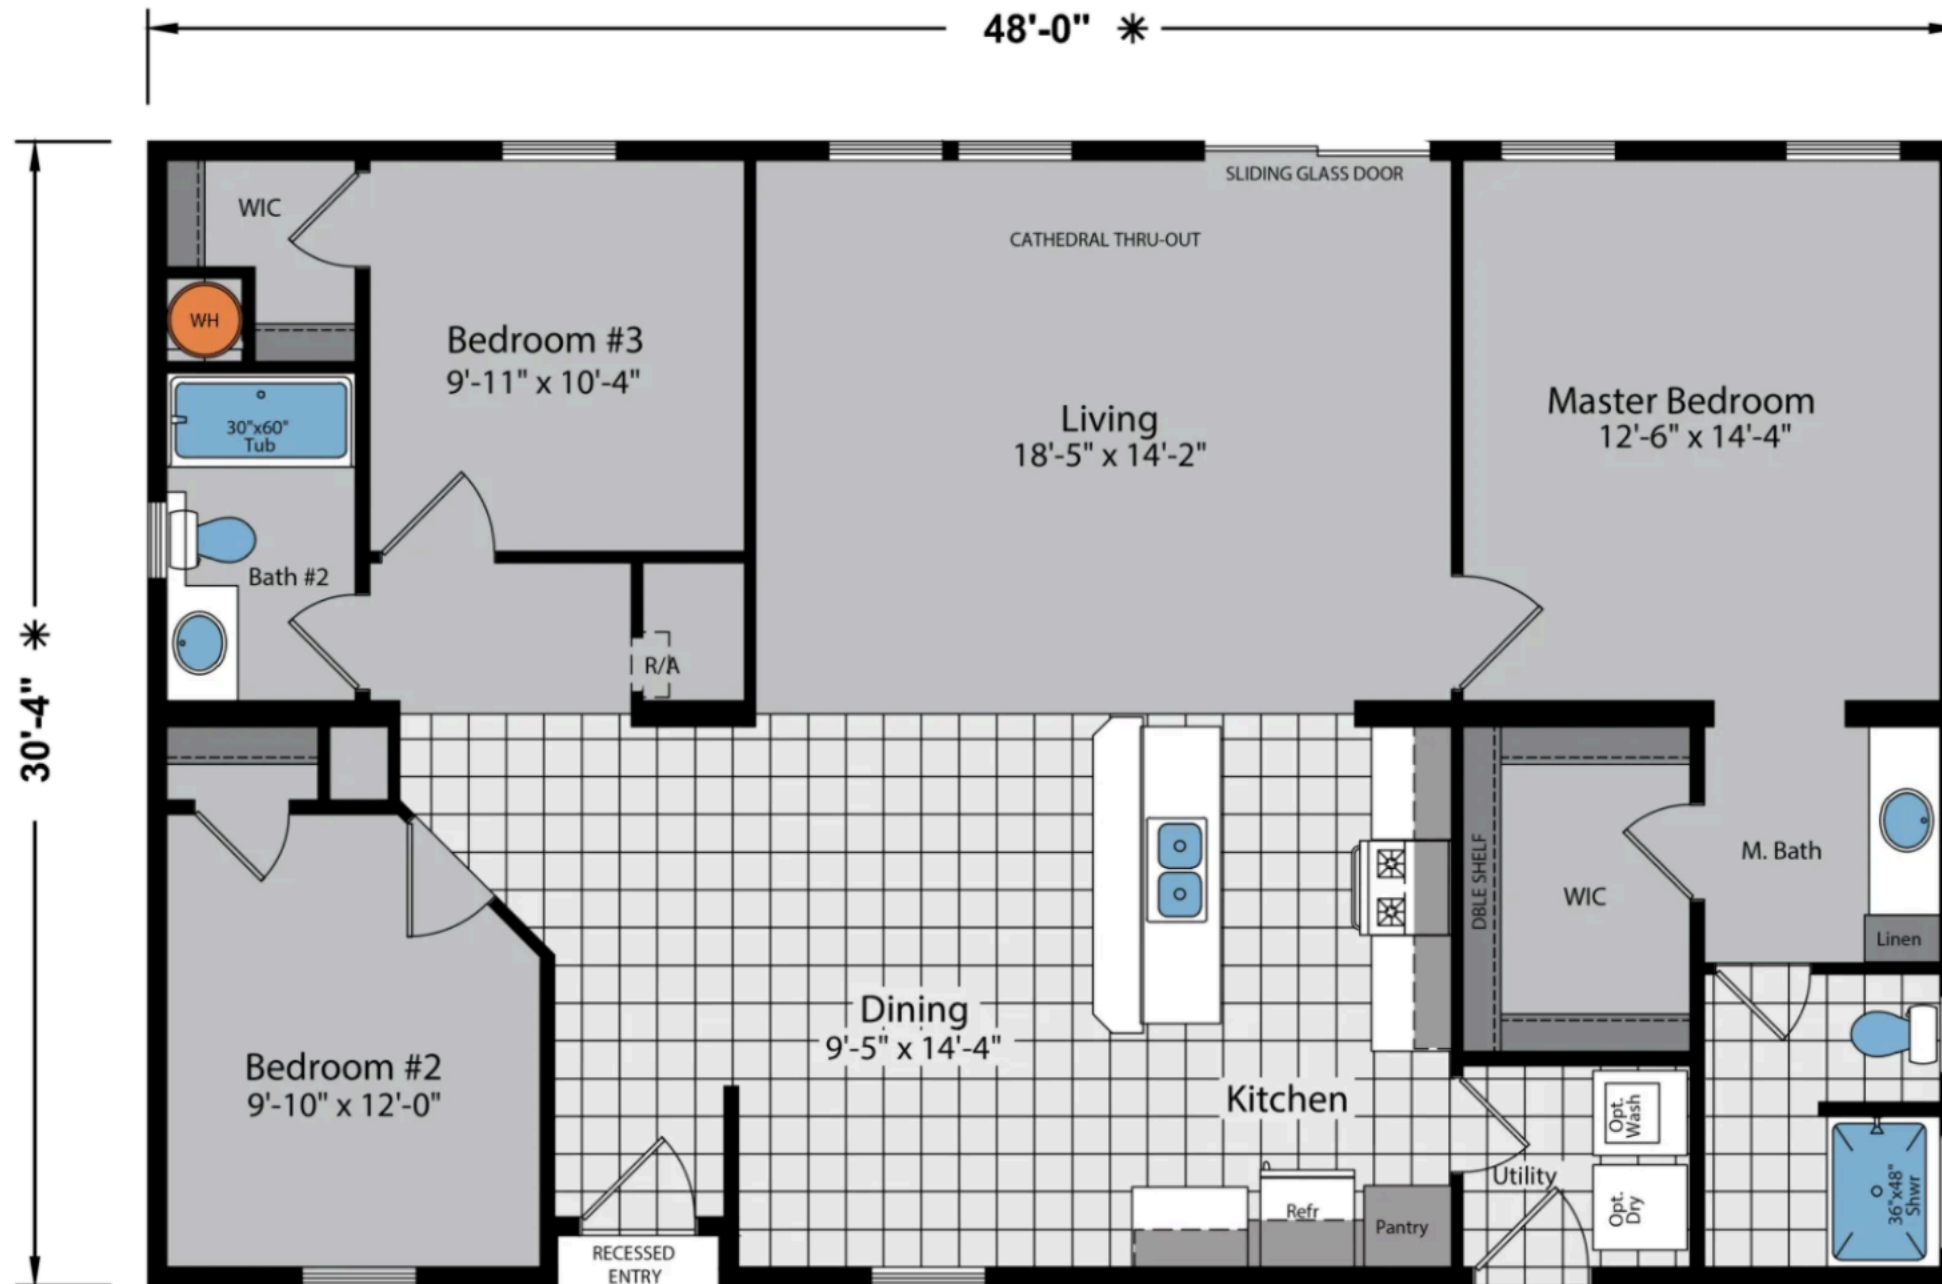 48'-0" ✳
30'-4" ✳
SLIDING GLASS DOOR
WIC
CATHEDRAL THRU-OUT
WH
Bedroom #3
9'-11" x 10'-4"
Living
18'-5" x 14'-2"
Master Bedroom
12'-6" x 14'-4"
30"x60"
Tub
Bath #2
R/A
DBLE SHELF
WIC
M. Bath
Linen
Dining
9'-5" x 14'-4"
Bedroom #2
9'-10" x 12'-0"
Kitchen
Opt.
Wash
Utility
Opt.
Dry
Refr
Pantry
36"x48"
Shwr
RECESSED
ENTRY